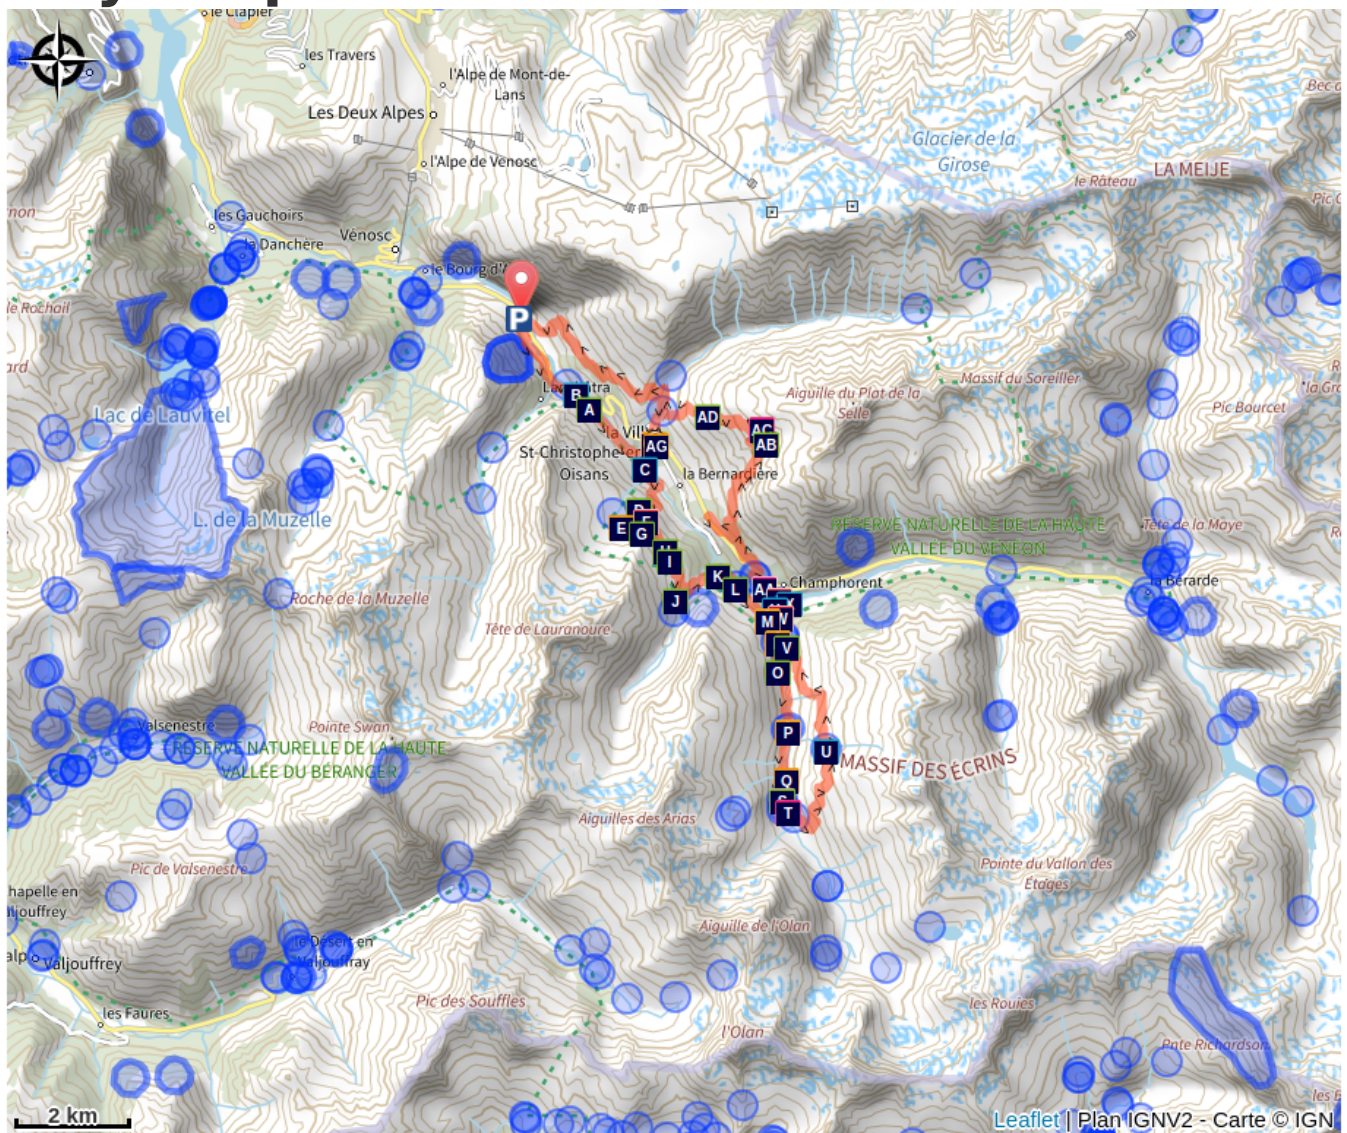 le Clapier
les Travers
l'Alpe de Mont-de-
Lans
Les Deux Alpes
l'Alpe de Venosc
Glacier de la
Girose
LA MEIJE
le Râteau
les Gauchoirs
la Danchère
Vénosc
le Bourg d'A
le Rochail
ard
Lac de Lauvitel
B
A
la Vill
St-Christophe-en-
Oisans
AG
C
la Bernardière
AD
AC
AB
Aiguille du Plat de la
Selle
Massif du Soreiller
Pic Bourcet
L. de la Muzelle
E
G
I
J
K
L
RÉSERVE NATURELLE DE LA HAUTE
VALLÉE DU VÉNÉON
Tête de la Maye
la Bérarde
Champhorent
Roche de la Muzelle
Tête de Lauranoure
M
V
O
P
Q
T
U
MASSIF DES ÉCRINS
Valsenestre
Pointe Swan
RÉSERVE NATURELLE DE LA HAUTE
VALLÉE DU BÉRANGER
Aiguilles des Arias
Pic de Valsenestre
hapelle en
aljouffrey
Valjouffrey
le Désert en
Valjouffray
les Faures
Pic des Souffles
Aiguille de l'Olan
l'Olan
Pointe du Vallon des
Étages
les Rouies
Pnte Richardson
2 km
Leaflet | Plan IGNV2 - Carte © IGN